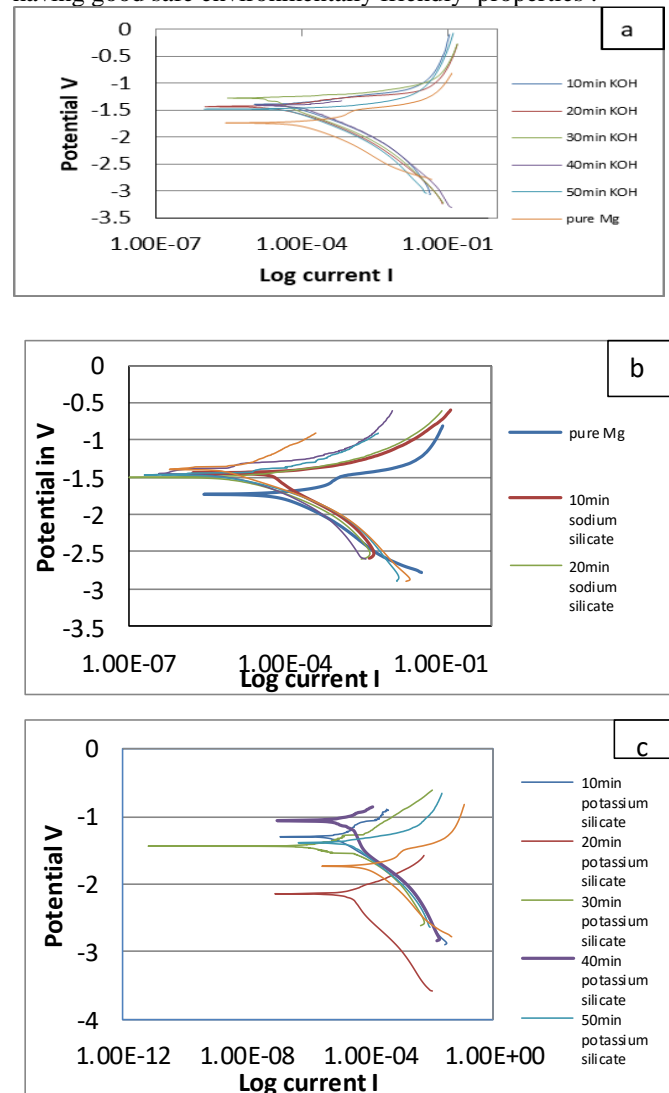 having good safe environmentally friendly properties .
a
0
-0.5
-1
-1.5
-2
-2.5
-3
-3.5
Potential V
1.00E-07 1.00E-04 1.00E-01
Log current I
10min KOH
20min KOH
30min KOH
40min KOH
50min KOH
pure Mg
b
0
-0.5
-1
-1.5
-2
-2.5
-3
-3.5
Potential in V
1.00E-07 1.00E-04 1.00E-01
Log current I
pure Mg
10min
sodium
silicate
20min
sodium
silicate
c
0
-1
-2
-3
-4
Potential V
1.00E-12 1.00E-08 1.00E-04 1.00E+00
Log current I
10min
potassium
silicate
20min
potassium
silicate
30min
potassium
silicate
40min
potassium
silicate
50min
potassium
silicate